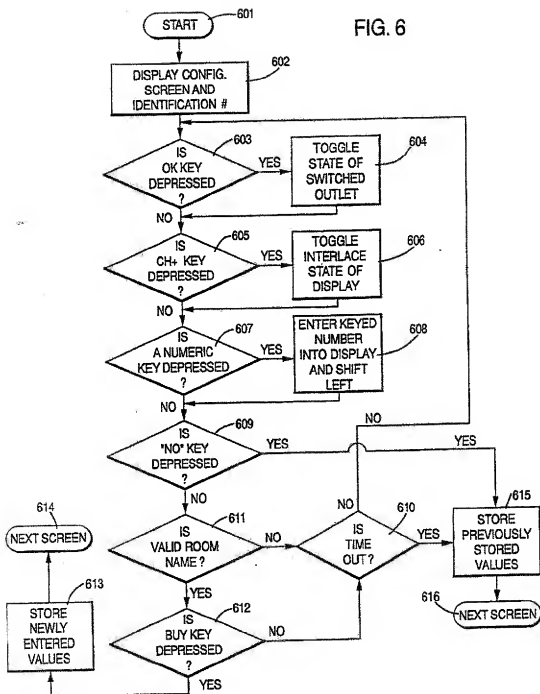 START
601
FIG. 6
602
DISPLAY CONFIG.
SCREEN AND
IDENTIFICATION #
603
IS
OK KEY
DEPRESSED
?
YES
TOGGLE
STATE OF
SWITCHED
OUTLET
604
NO
605
IS
CH+ KEY
DEPRESSED
?
YES
TOGGLE
INTERLACE
STATE OF
DISPLAY
606
NO
607
IS
A NUMERIC
KEY DEPRESSED
?
YES
ENTER KEYED
NUMBER
INTO DISPLAY
AND SHIFT
LEFT
608
NO
609
IS
"NO" KEY
DEPRESSED
?
YES
NO
YES
NO
611
IS
VALID ROOM
NAME ?
NO
IS
TIME
OUT ?
610
YES
STORE
PREVIOUSLY
STORED
VALUES
615
614
NEXT SCREEN
YES
612
IS
BUY KEY
DEPRESSED
?
NO
616
NEXT SCREEN
613
STORE
NEWLY
ENTERED
VALUES
YES